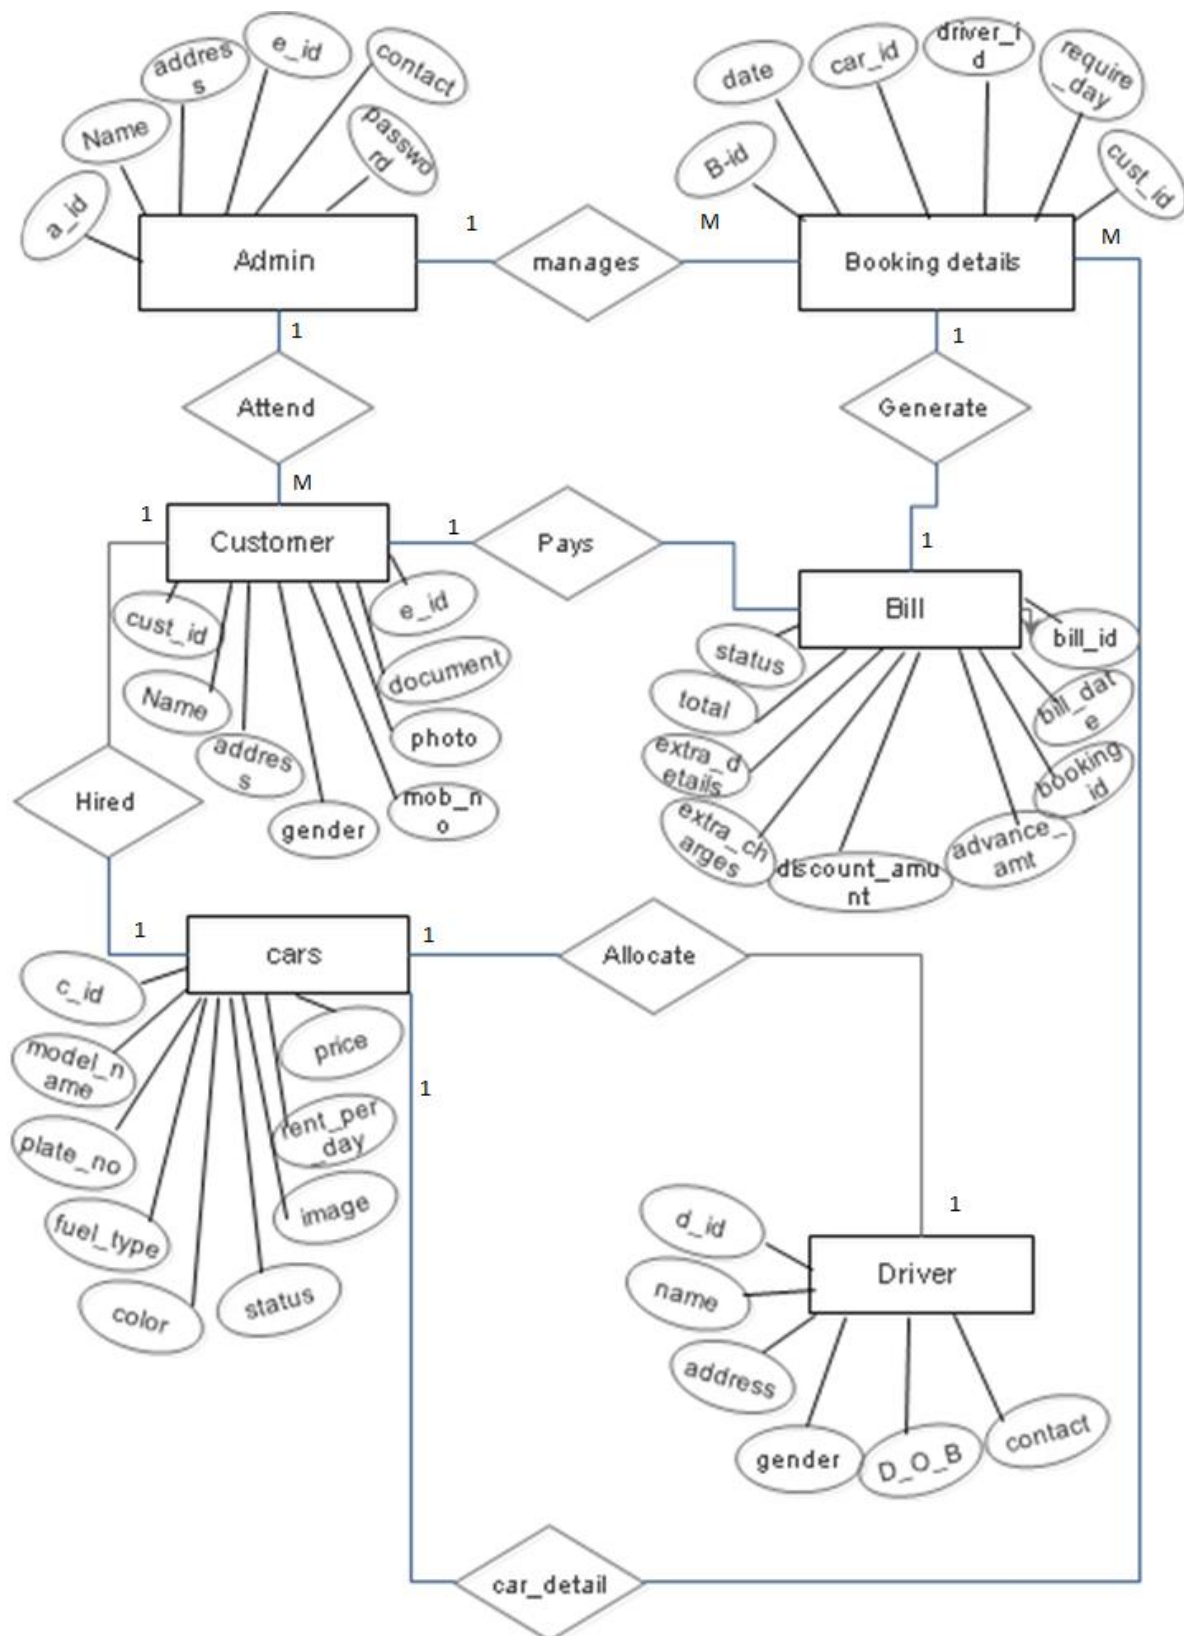 addres
s
e_id
contact
Name
passwo
rd
a_id
Admin
1
manages
M
date
car_id
driver_i
d
require
_day
B-id
cust_id
Booking details
M
1
Attend
M
1
Generate
1
1
Customer
1
Pays
Bill
cust_id
Name
addres
s
gender
mob_n
o
photo
document
e_id
status
total
extra_d
etails
extra_ch
arges
discount_amu
nt
advance_
amt
booking
_id
bill_dat
e
bill_id
Hired
1
cars
1
Allocate
c_id
model_n
ame
plate_no
fuel_type
color
status
image
rent_per
_day
price
1
1
d_id
name
address
gender
D_O_B
contact
Driver
car_detail